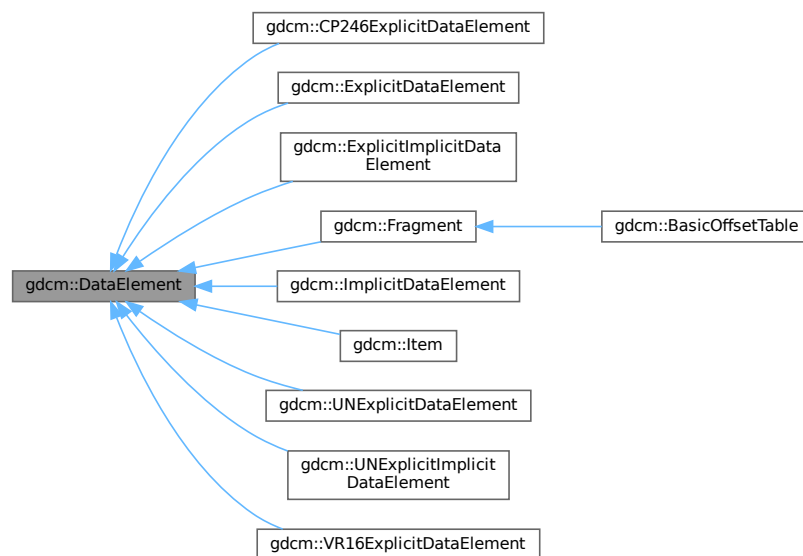 gdcm::CP246ExplicitDataElement
gdcm::ExplicitDataElement
gdcm::ExplicitImplicitData
Element
gdcm::Fragment
gdcm::BasicOffsetTable
gdcm::DataElement
gdcm::ImplicitDataElement
gdcm::Item
gdcm::UNExplicitDataElement
gdcm::UNExplicitImplicit
DataElement
gdcm::VR16ExplicitDataElement